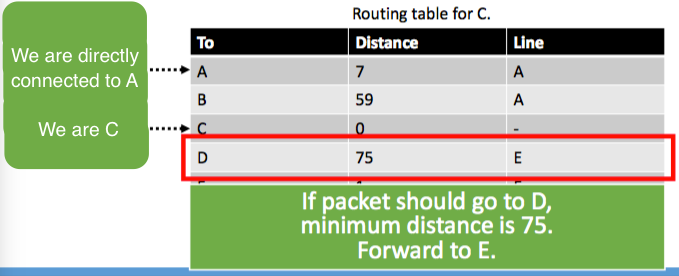 Routing table for C.
We are directly
connected to A
We are C
To Distance Line
A 7 A
B 59 A
C 0 -
D 75 E
If packet should go to D,
minimum distance is 75.
Forward to E.